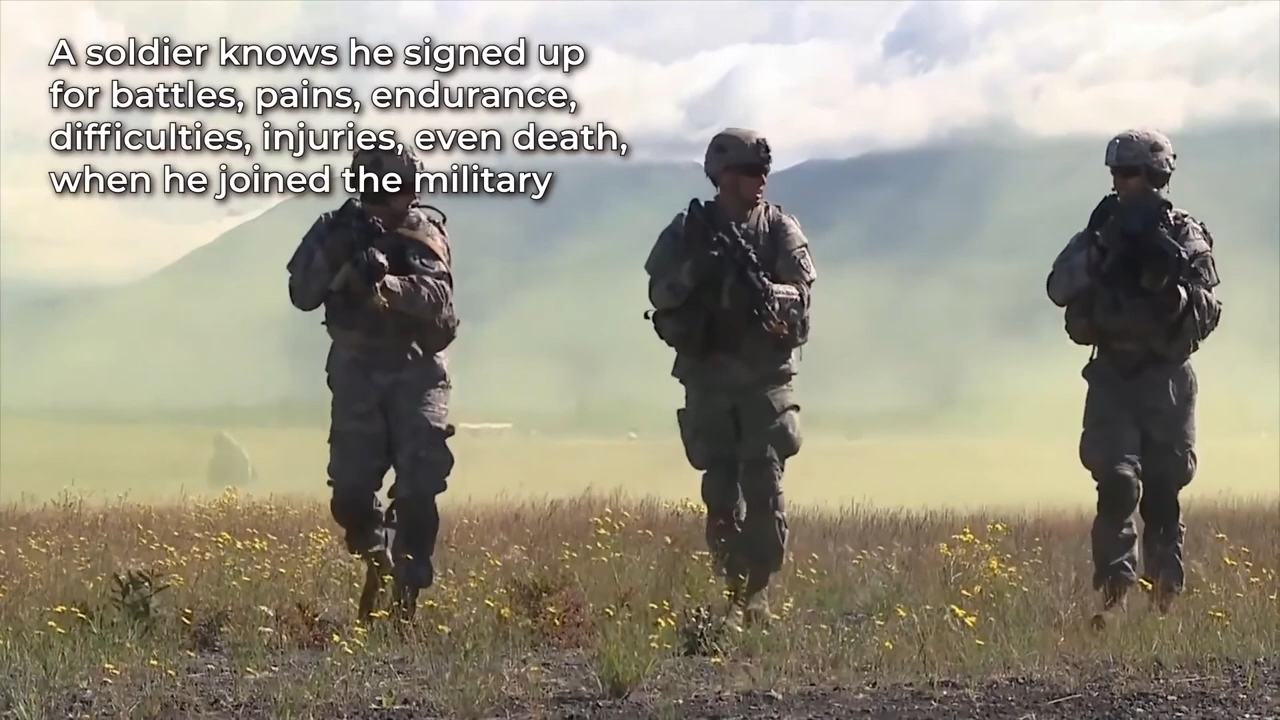 A soldier knows he signed up
for battles, pains, endurance,
difficulties, injuries, even death,
when he joined the military